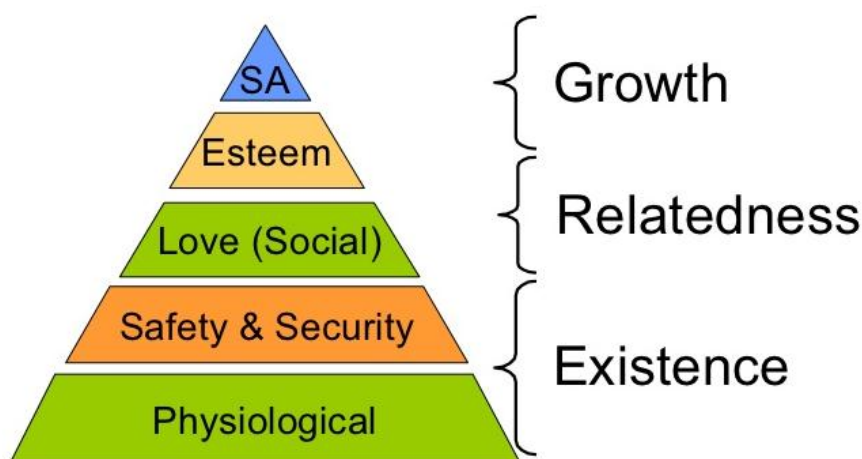 SA
Growth
Esteem
Relatedness
Love (Social)
Safety & Security
Existence
Physiological